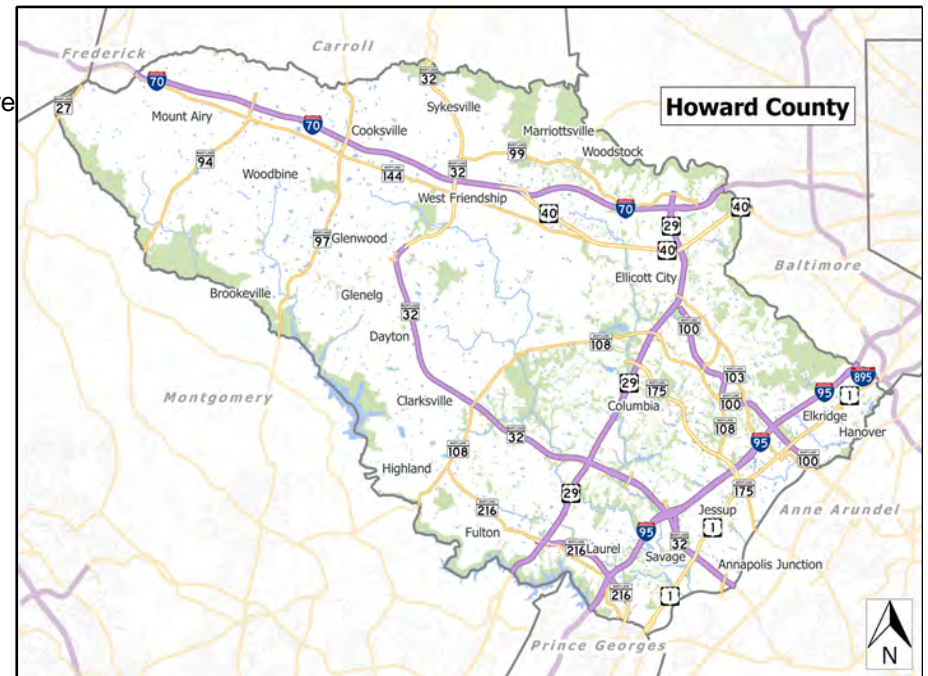 Frederick
Carroll
re
70
32
27
Sykesville
Howard County
Mount Airy
70
Cooksville
Marriottsville
99
Woodstock
94
32
Woodbine
144
West Friendship
70
40
40
29
97
Glenwood
40
Baltimore
Ellicott City
Brookeville
Glenelg
32
100
Dayton
108
103
95
895
29
175
1
Montgomery
Columbia
100
Elkridge
Clarksville
108
Hanover
32
95
108
100
Highland
175
29
Anne Arundel
216
Jessup
1
Fulton
95
216
Laurel
Savage
32
Annapolis Junction
216
1
Prince Georges
N